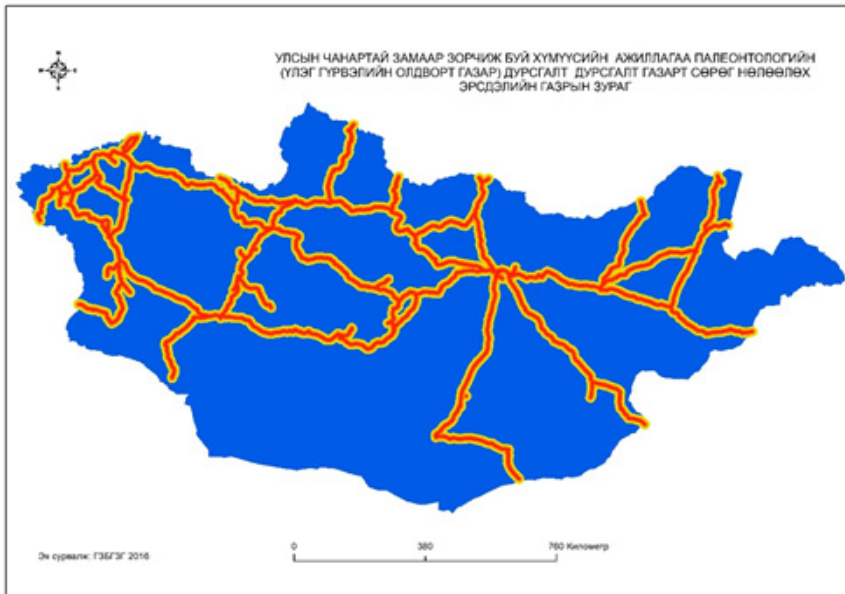 УЛСЫН ЧАНАРТАЙ ЗАМААР ЗОРЧИЖ БУЙ ХҮМҮҮСИЙН АЖИЛЛАГАА ПАЛЕОНТОЛОГИЙН
(ҮЛЭГ ГҮРВЭЛИЙН ОЛДВОРТ ГАЗАР) ДУРСГАЛТ ДУРСГАЛТ ГАЗАРТ СӨРӨГ НӨЛӨӨЛӨХ
ЭРСДЭЛИЙН ГАЗРЫН ЗУРАГ
Эх сурвалж: ГЗБГЗГ 2016
0 380 760 Километр